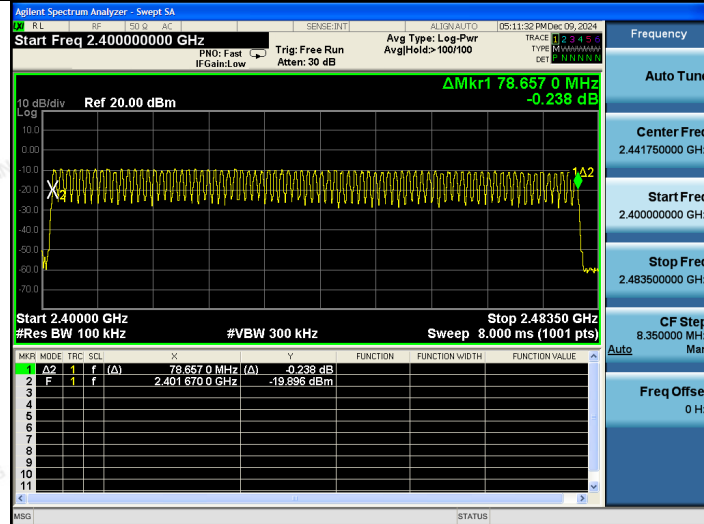 Agilent Spectrum Analyzer - Swept SA
LXI RL RF 50 Ω AC SENSE:INT ALIGNAUTO 05:11:32 PM Dec 09, 2024
Start Freq 2.400000000 GHz
PNO: Fast
IFGain:Low
Trig: Free Run
Atten: 30 dB
Avg Type: Log-Pwr
Avg|Hold:>100/100
TRACE 1 2 3 4 5 6
TYPE M
DET P N N N N N
ΔMkr1 78.657 0 MHz
-0.238 dB
10 dB/div Ref 20.00 dBm
Log
10.0
0.00
-10.0
-20.0
-30.0
-40.0
-50.0
-60.0
-70.0
1Δ2
X2
Start 2.40000 GHz Stop 2.48350 GHz
#Res BW 100 kHz #VBW 300 kHz Sweep 8.000 ms (1001 pts)
MKR MODE TRC SCL X Y FUNCTION FUNCTION WIDTH FUNCTION VALUE
1 Δ2 1 f (Δ) 78.657 0 MHz (Δ) -0.238 dB
2 F 1 f 2.401 670 0 GHz -19.896 dBm
3
4
5
6
7
8
9
10
11
MSG STATUS
Frequency
Auto Tune
Center Freq
2.441750000 GH
Start Freq
2.400000000 GH
Stop Freq
2.483500000 GH
CF Step
8.350000 MH
Auto Man
Freq Offse
0 H